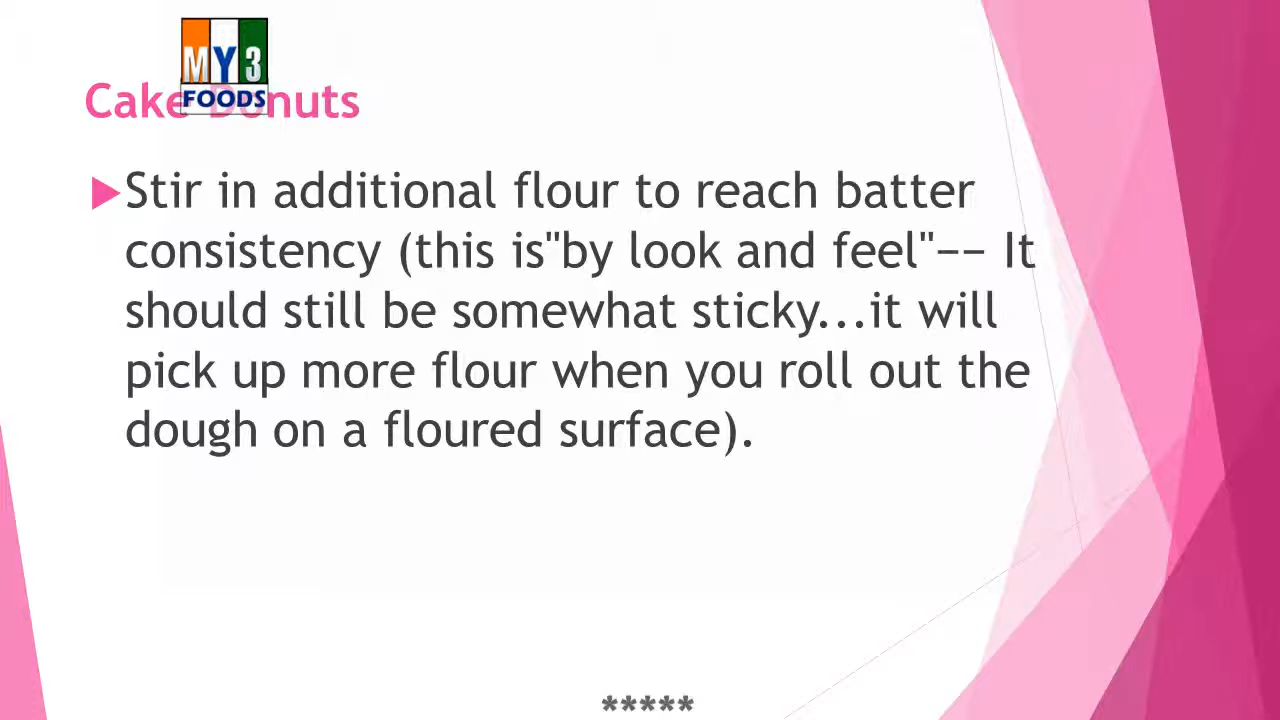 MY3
FOODS
Cake Donuts
Stir in additional flour to reach batter
consistency (this is"by look and feel"−− It
should still be somewhat sticky...it will
pick up more flour when you roll out the
dough on a floured surface).
*****